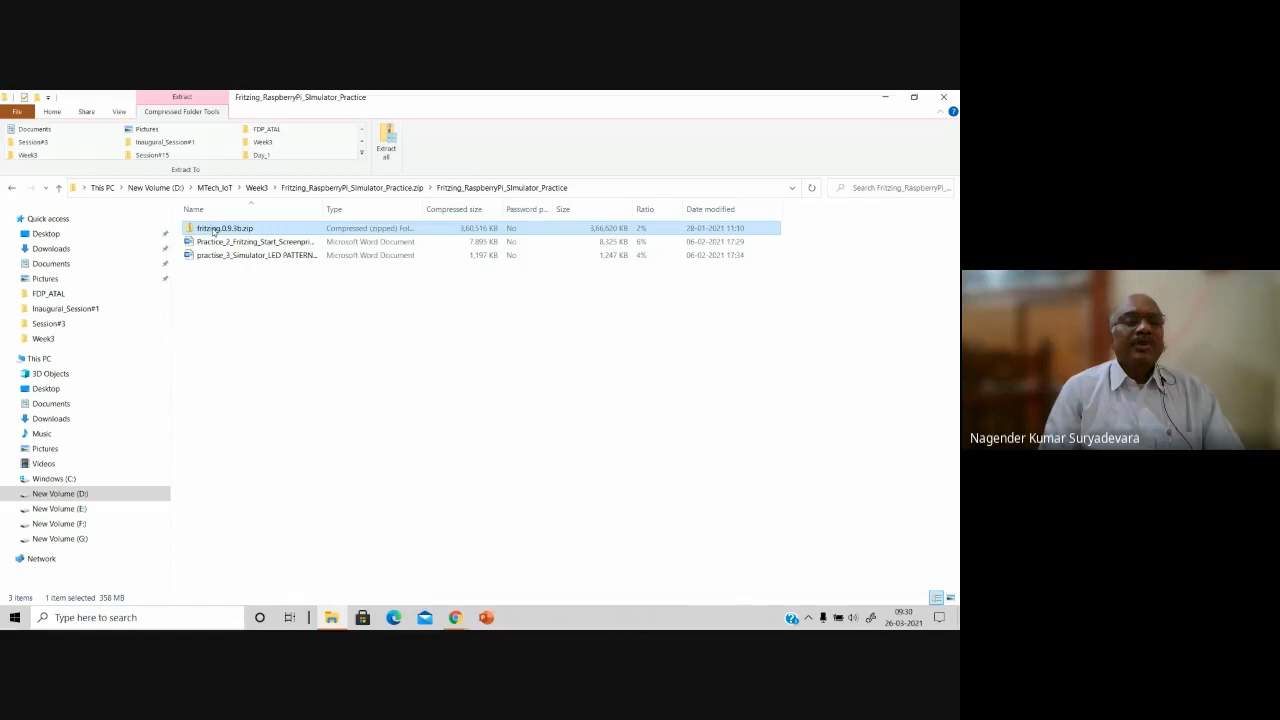 Extract
Fritzing_RaspberryPi_SImulator_Practice
File
Home
Share
View
Compressed Folder Tools
Documents
Pictures
FDP_ATAL
Session#3
Inaugural_Session#1
Week3
Week3
Session#15
Day_1
Extract all
Extract To
This PC
New Volume (D:)
MTech_IoT
Week3
Fritzing_RaspberryPi_SImulator_Practice.zip
Fritzing_RaspberryPi_SImulator_Practice
Search Fritzing_RaspberryPi_...
Name
Type
Compressed size
Password p...
Size
Ratio
Date modified
fritzing.0.9.3b.zip
Compressed (zipped) Fol...
3,60,516 KB
No
3,66,620 KB
2%
28-01-2021 11:10
Practice_2_Fritzing_Start_Screenpri...
Microsoft Word Document
7,895 KB
No
8,325 KB
6%
06-02-2021 17:29
practise_3_Simulator_LED PATTERN...
Microsoft Word Document
1,197 KB
No
1,247 KB
4%
06-02-2021 17:34
Quick access
Desktop
Downloads
Documents
Pictures
FDP_ATAL
Inaugural_Session#1
Session#3
Week3
This PC
3D Objects
Desktop
Documents
Downloads
Music
Pictures
Videos
Windows (C:)
New Volume (D:)
New Volume (E:)
New Volume (F:)
New Volume (G:)
Network
3 items
1 item selected 358 MB
Type here to search
09:30
26-03-2021
Nagender Kumar Suryadevara